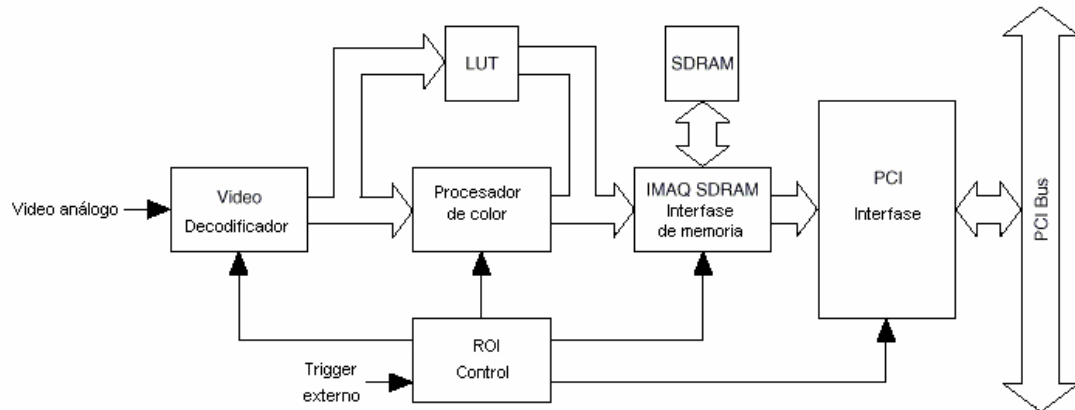 LUT
SDRAM
Video análogo
Video
Decodificador
Procesador
de color
IMAQ SDRAM
Interfase
de memoria
PCI
Interfase
PCI Bus
ROI
Control
Trigger
externo